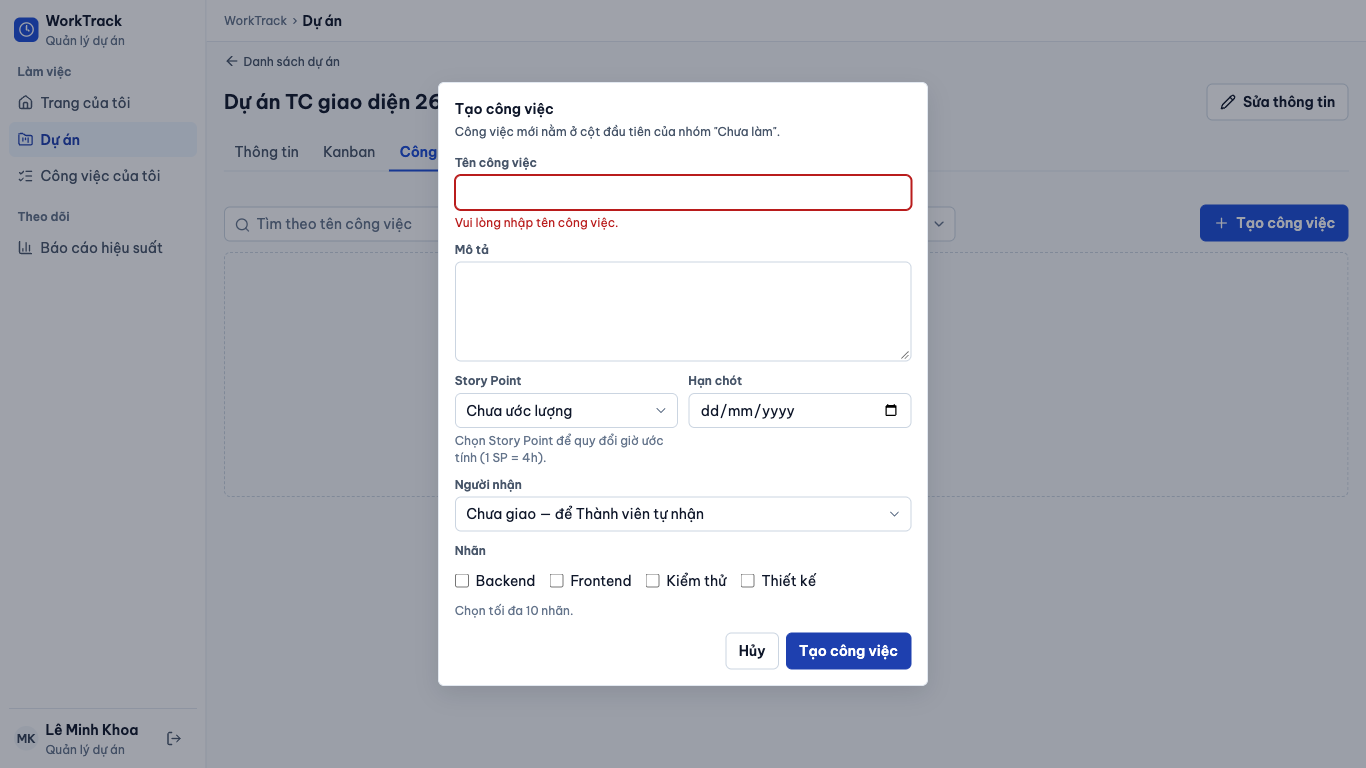 WorkTrack
Quản lý dự án
Làm việc
Trang của tôi
Dự án
Công việc của tôi
Theo dõi
Báo cáo hiệu suất
MK
Lê Minh Khoa
Quản lý dự án
WorkTrack › Dự án
Danh sách dự án
Dự án TC giao diện 26
Sửa thông tin
Thông tin
Kanban
Công
Tìm theo tên công việc
Tạo công việc
Tạo công việc
Công việc mới nằm ở cột đầu tiên của nhóm "Chưa làm".
Tên công việc
Vui lòng nhập tên công việc.
Mô tả
Story Point
Hạn chót
Chưa ước lượng
dd/mm/yyyy
Chọn Story Point để quy đổi giờ ước
tính (1 SP = 4h).
Người nhận
Chưa giao — để Thành viên tự nhận
Nhãn
Backend
Frontend
Kiểm thử
Thiết kế
Chọn tối đa 10 nhãn.
Hủy
Tạo công việc